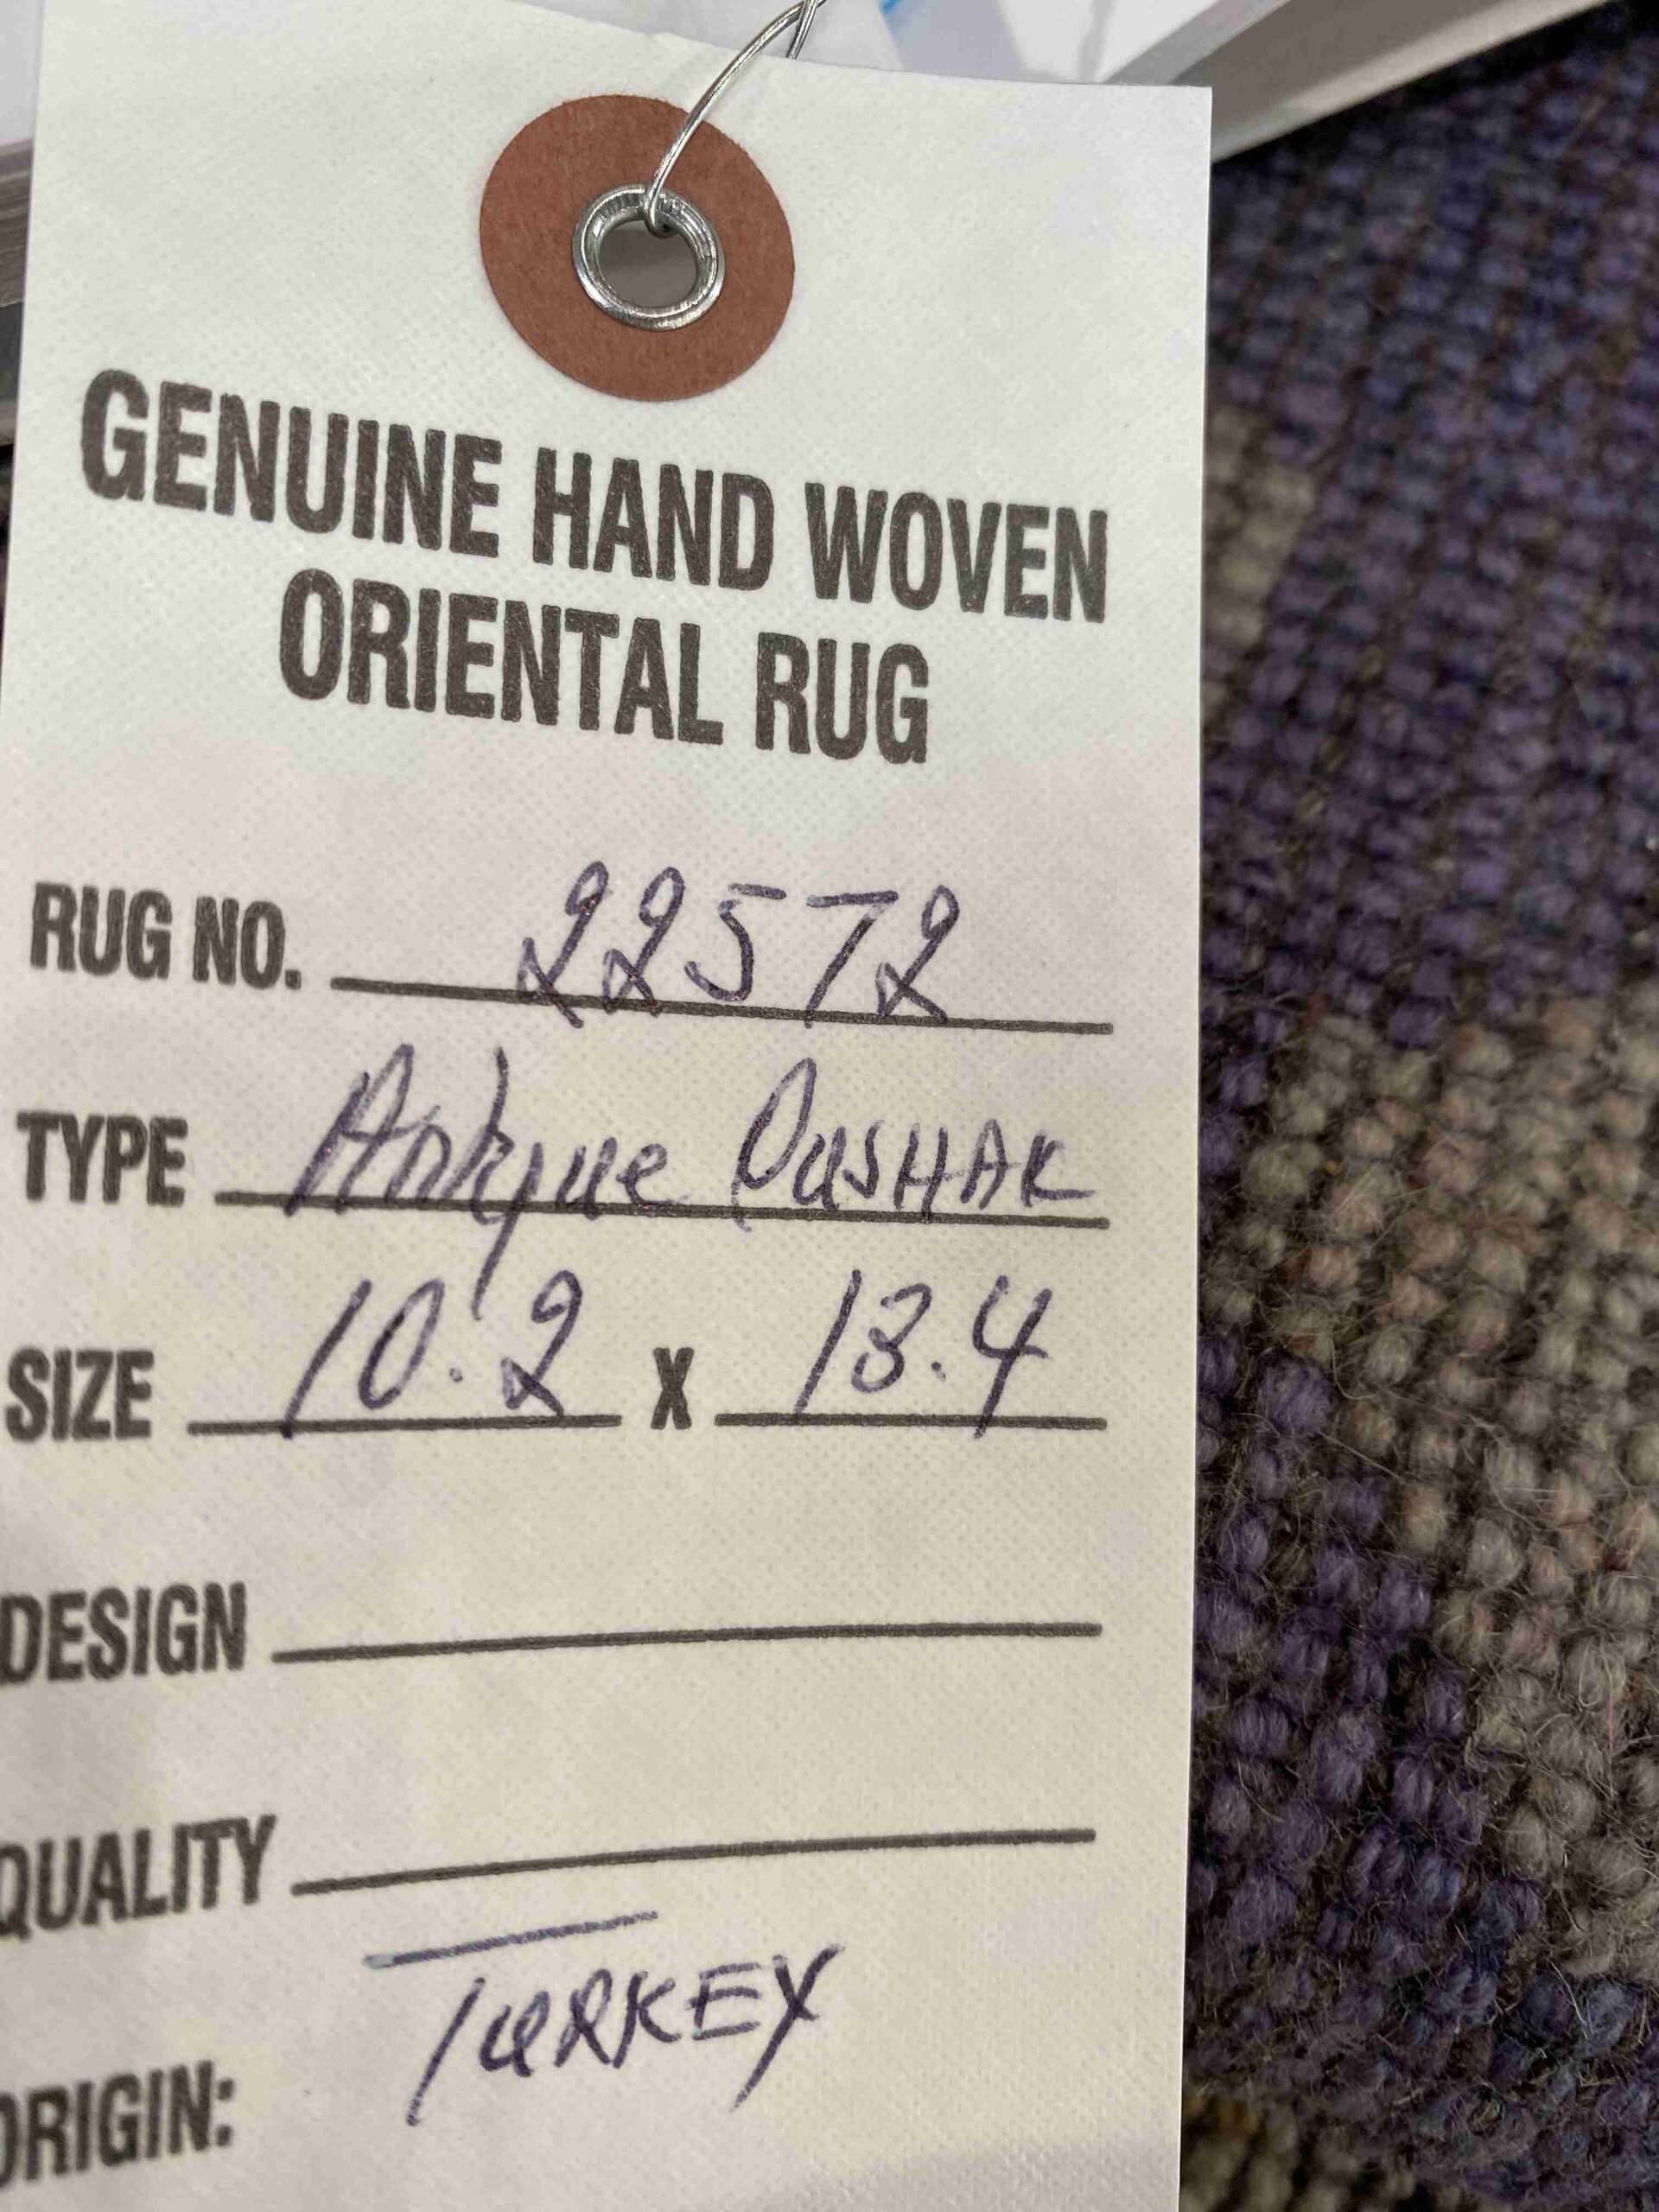 GENUINE HAND WOVEN
ORIENTAL RUG
RUG NO. 22572
TYPE Antique OuSHAK
SIZE 10.2 X 13.4
DESIGN
QUALITY
TuRKEY
ORIGIN: